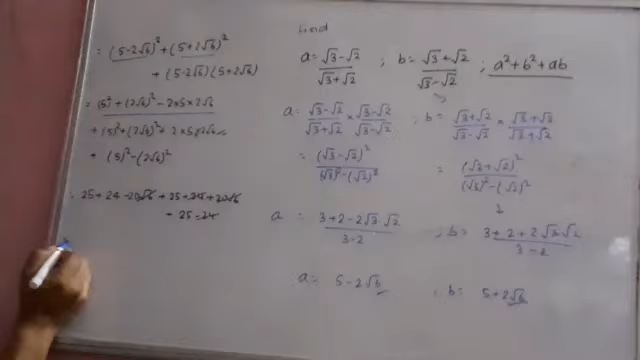 find
a = √3-√2 / √3+√2 ; b = √3+√2 / √3-√2 ; a²+b²+ab
a = √3-√2 / √3+√2 × √3-√2 / √3-√2 ; b = √3+√2 / √3-√2 × √3+√2 / √3+√2
= (√3-√2)² / (√3)²-(√2)² = (√3+√2)² / (√3)²-(√2)²
a = 3+2-2√3·√2 / 3-2 ; b = 3+2+2√3·√2 / 3-2
a = 5-2√6 ; b = 5+2√6
= (5-2√6)² + (5+2√6)²
+ (5-2√6)(5+2√6)
= (5)² + (2√6)² - 2×5×2√6
+ (5)² + (2√6)² + 2×5×2√6
+ (5)² - (2√6)²
25+24-20√6+25+24+20√6
+ 25-24